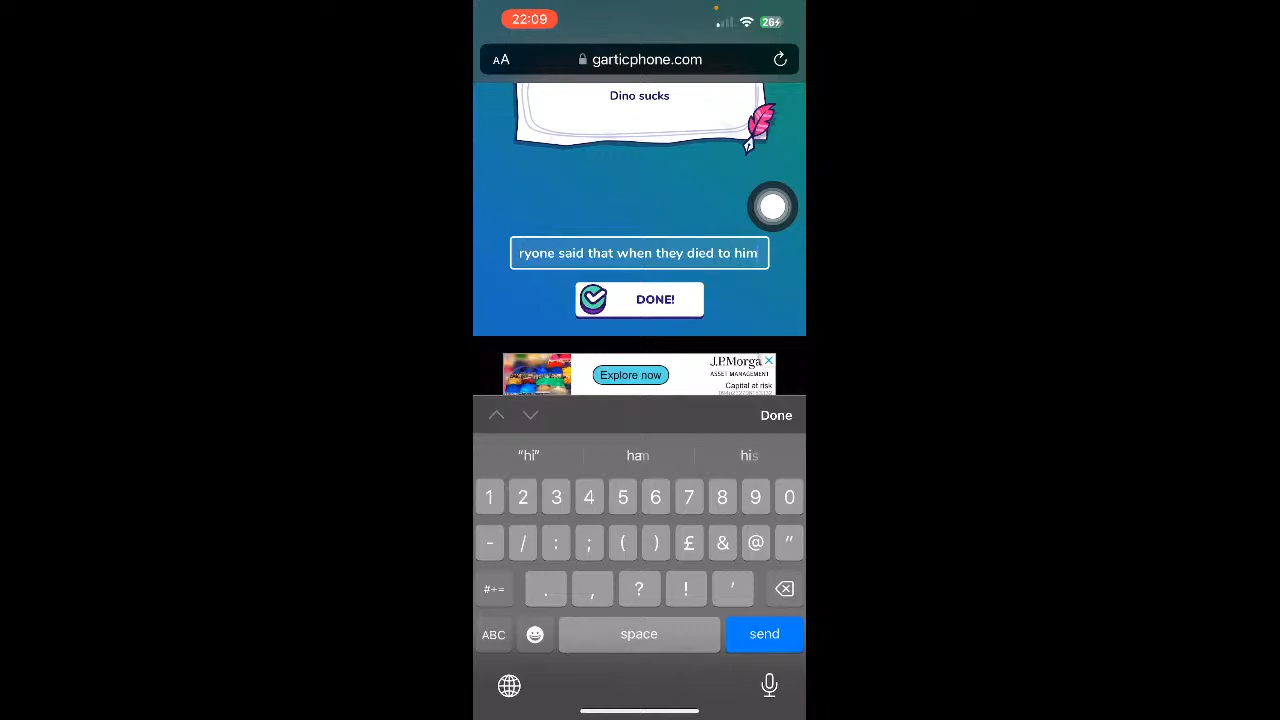 22:09
26
AA garticphone.com
Dino sucks
ryone said that when they died to him
DONE!
Explore now
J.P.Morga
ASSET MANAGEMENT
Capital at risk
Done
"hi" han his
1 2 3 4 5 6 7 8 9 0
- / : ; ( ) £ & @ "
#+= . , ? ! '
ABC space send